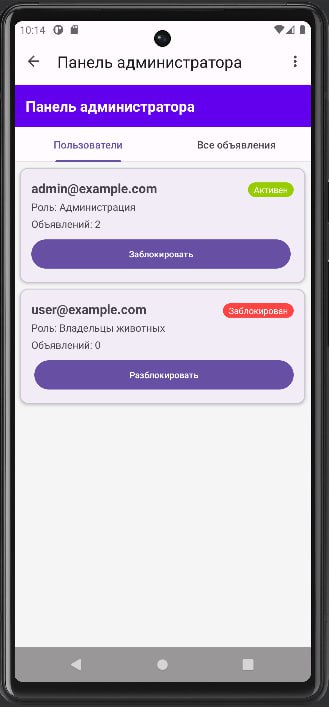 10:14
Панель администратора
Панель администратора
Пользователи
Все объявления
admin@example.com
Активен
Роль: Администрация
Объявлений: 2
Заблокировать
user@example.com
Заблокирован
Роль: Владельцы животных
Объявлений: 0
Разблокировать